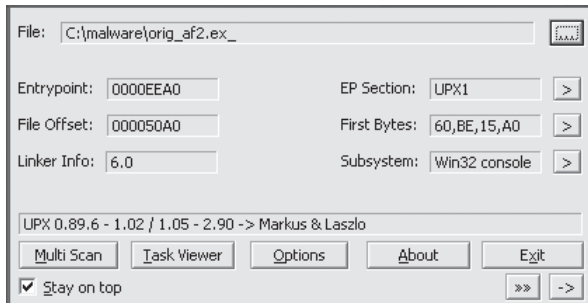 File: C:\malware\orig_af2.ex_ ...
Entrypoint: 0000EEA0 EP Section: UPX1 >
File Offset: 000050A0 First Bytes: 60,BE,15,A0 >
Linker Info: 6.0 Subsystem: Win32 console >
UPX 0.89.6 - 1.02 / 1.05 - 2.90 -> Markus & Laszlo
Multi Scan Task Viewer Options About Exit
Stay on top »» ->